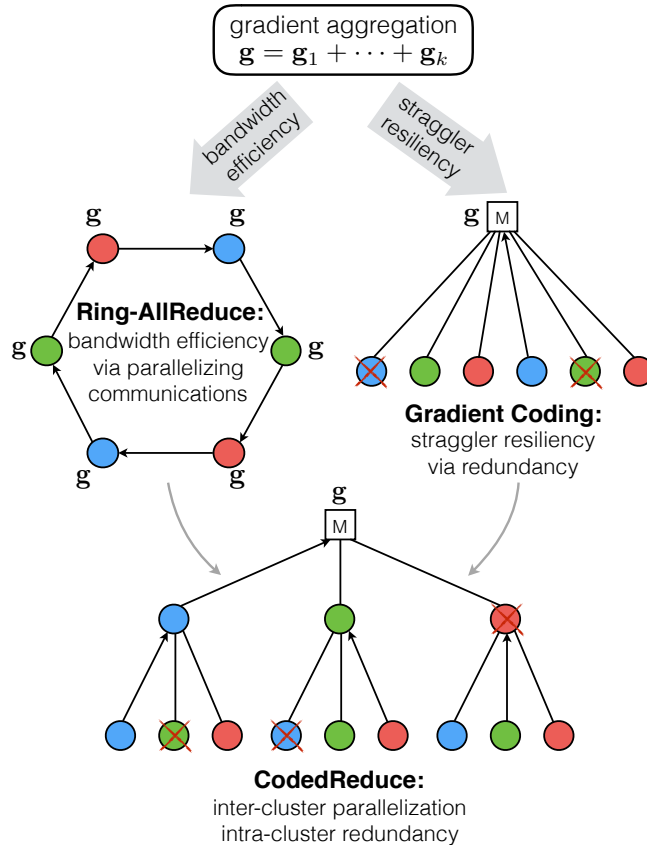 gradient aggregation
g = g₁ + ⋯ + gₖ
bandwidth
efficiency
straggler
resiliency
g
g
g
M
Ring-AllReduce:
bandwidth efficiency
via parallelizing
communications
g
g
g
g
Gradient Coding:
straggler resiliency
via redundancy
g
M
CodedReduce:
inter-cluster parallelization
intra-cluster redundancy